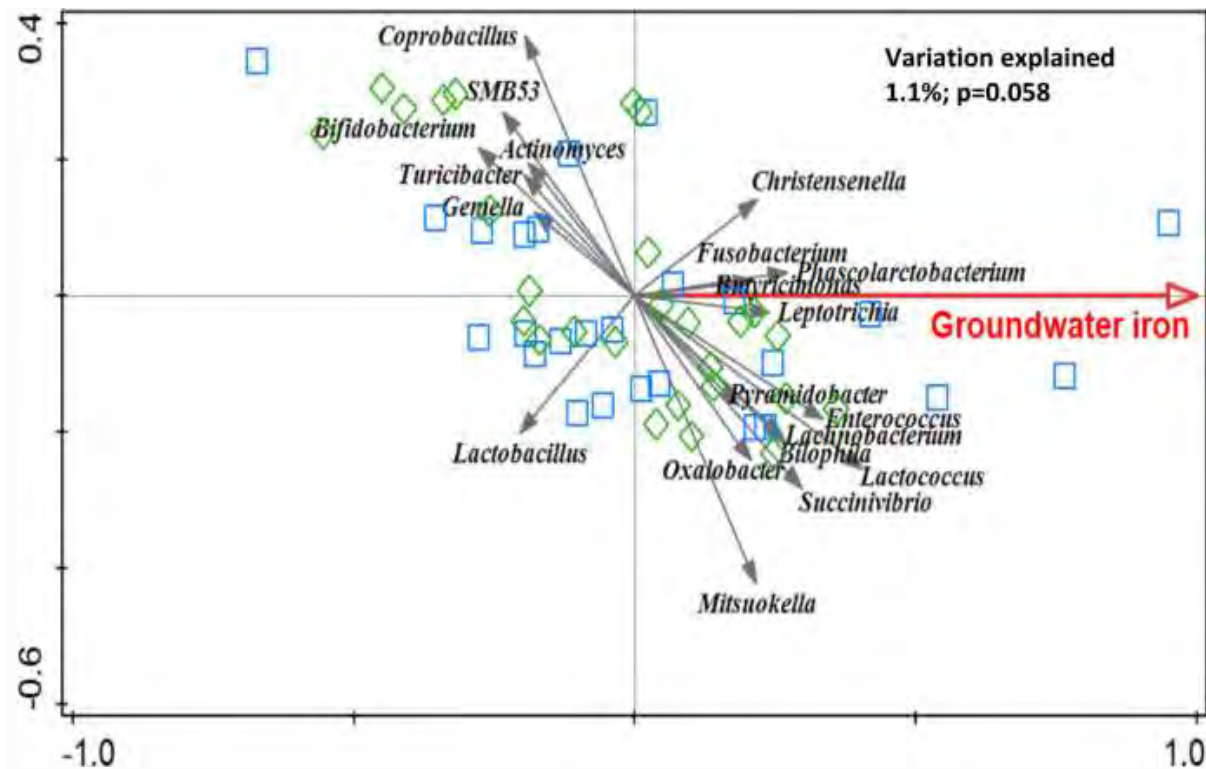 0.4
Coprobacillus
Variation explained
1.1%; p=0.058
SMB53
Bifidobacterium
Actinomyces
Turicibacter
Christensenella
Gemella
Fusobacterium
Phascolarctobacterium
Butyricimonas
Leptotrichia
Groundwater iron
Pyramidobacter
Enterococcus
Lachnobacterium
Lactobacillus
Bilophila
Oxalobacter
Lactococcus
Succinivibrio
Mitsuokella
-0.6
-1.0
1.0